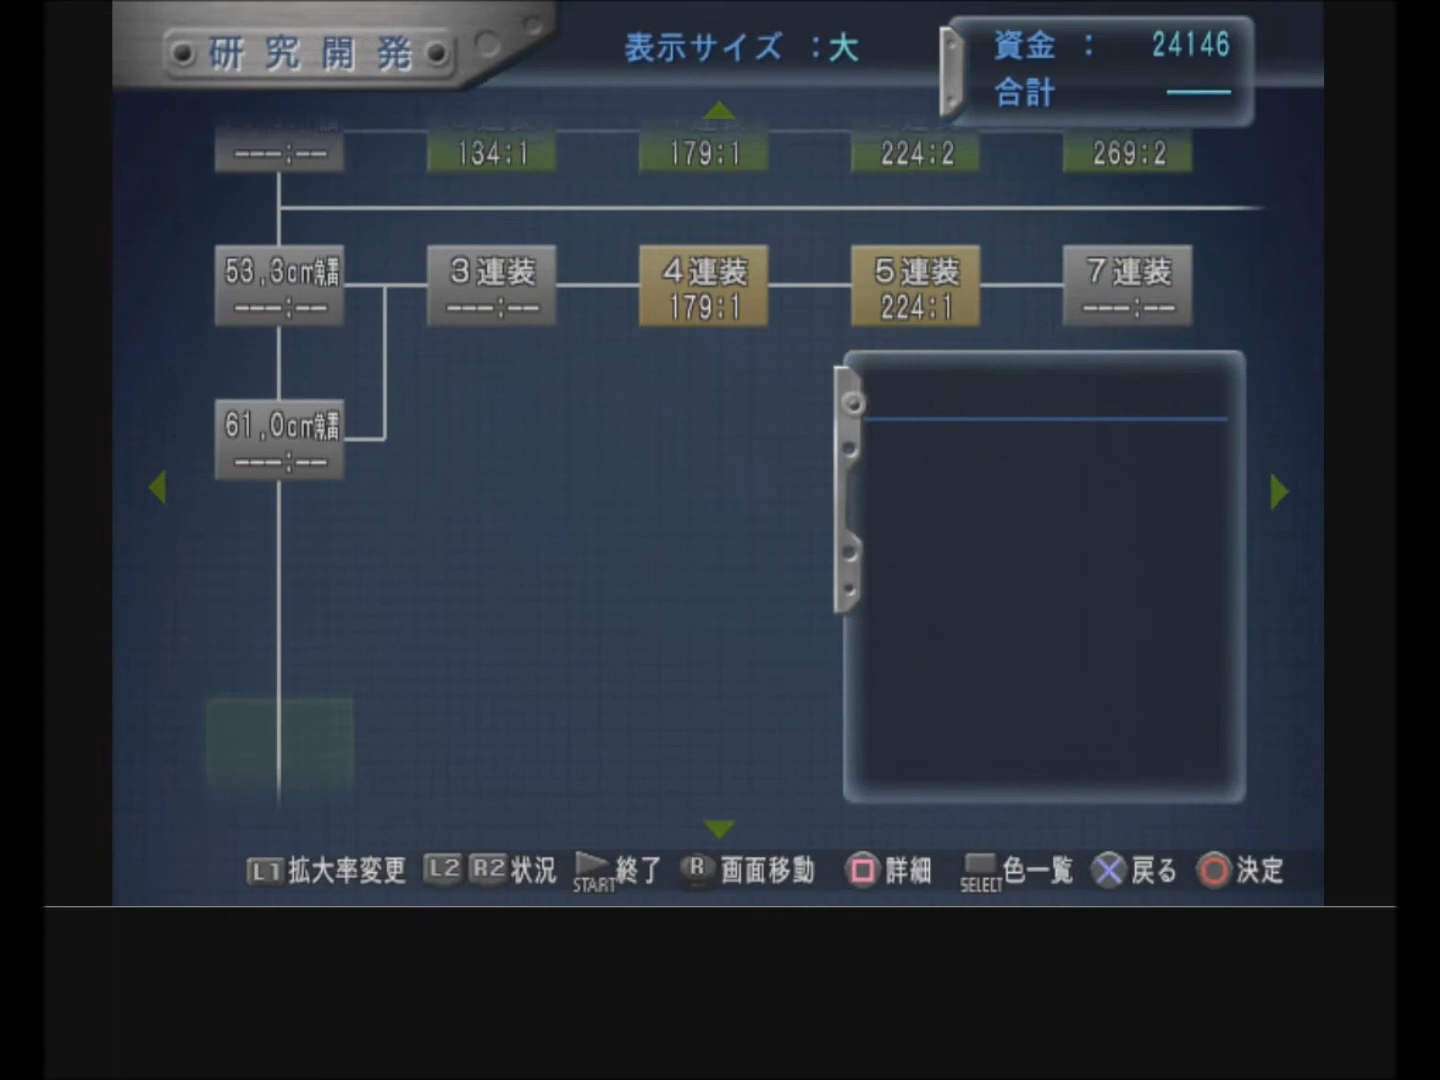 研究開発
表示サイズ ：大
資金 ： 24146
合計
---:--
134:1
179:1
224:2
269:2
53.3cm魚雷
---:--
3連装
---:--
4連装
179:1
5連装
224:1
7連装
---:--
61.0cm魚雷
---:--
L1 拡大率変更 L2 R2 状況 START 終了 R 画面移動 詳細 SELECT 色一覧 戻る 決定